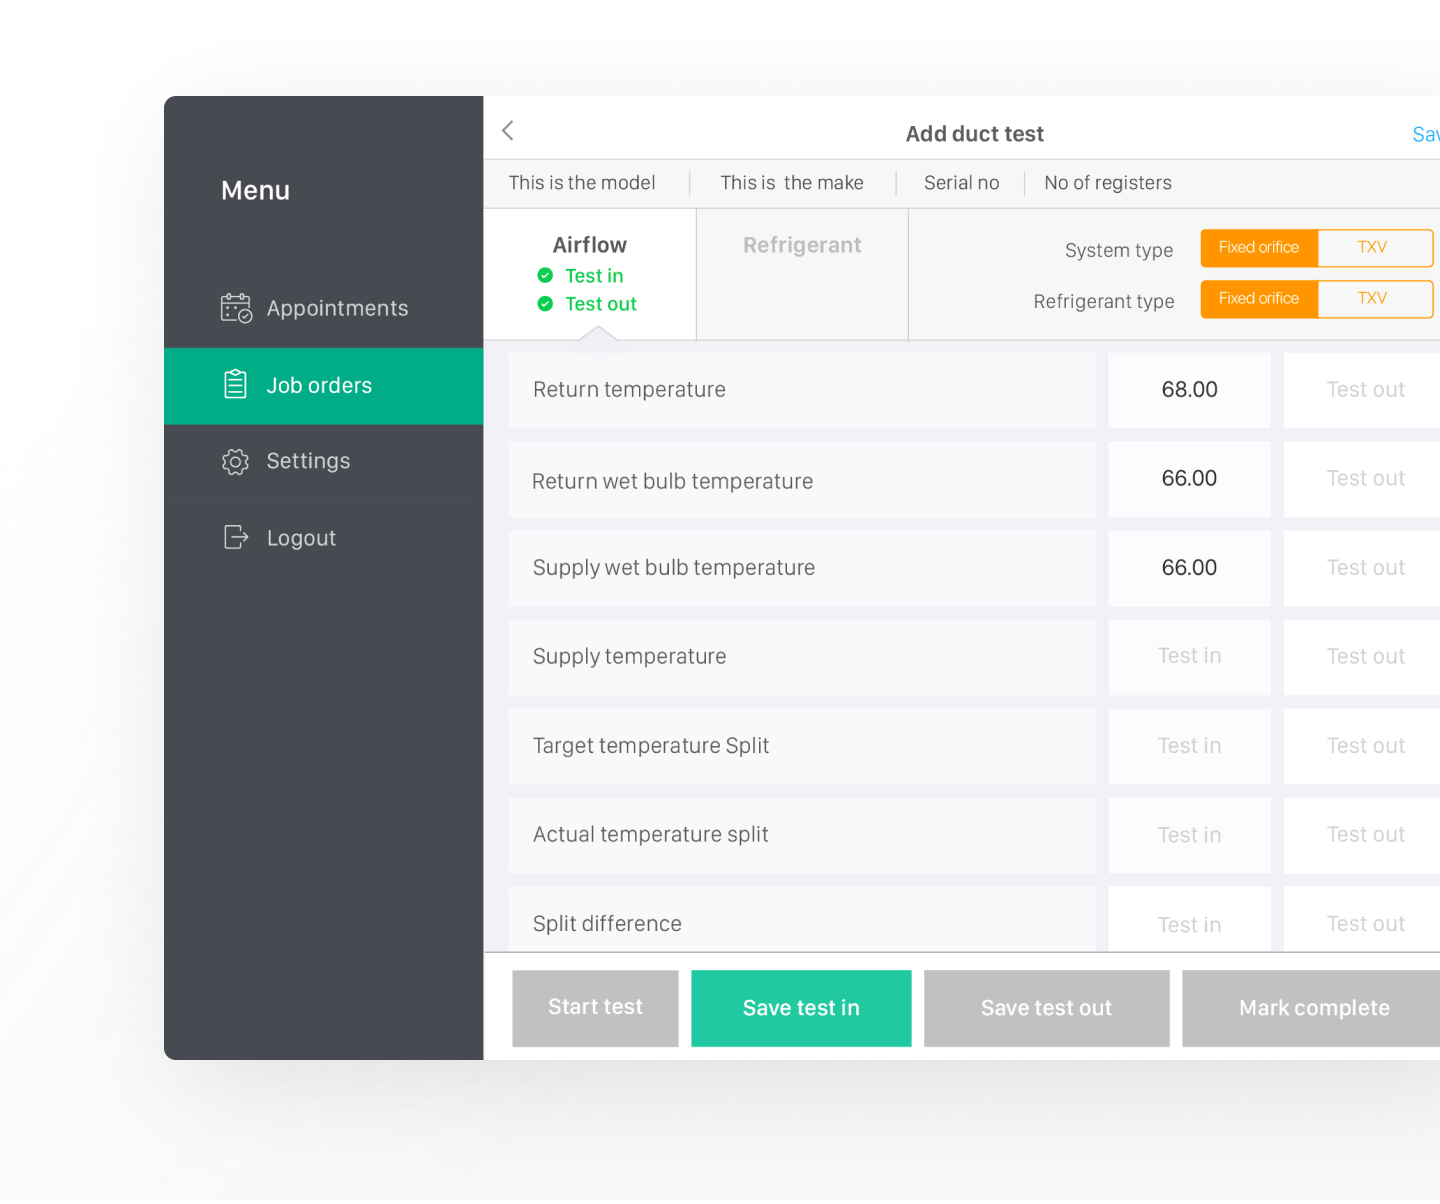 Menu
Appointments
Job orders
Settings
Logout
Add duct test
Sav
This is the model
This is  the make
Serial no
No of registers
Airflow
Test in
Test out
Refrigerant
System type
Fixed orifice
TXV
Refrigerant type
Fixed orifice
TXV
Return temperature
68.00
Test out
Return wet bulb temperature
66.00
Test out
Supply wet bulb temperature
66.00
Test out
Supply temperature
Test in
Test out
Target temperature Split
Test in
Test out
Actual temperature split
Test in
Test out
Split difference
Test in
Test out
Start test
Save test in
Save test out
Mark complete